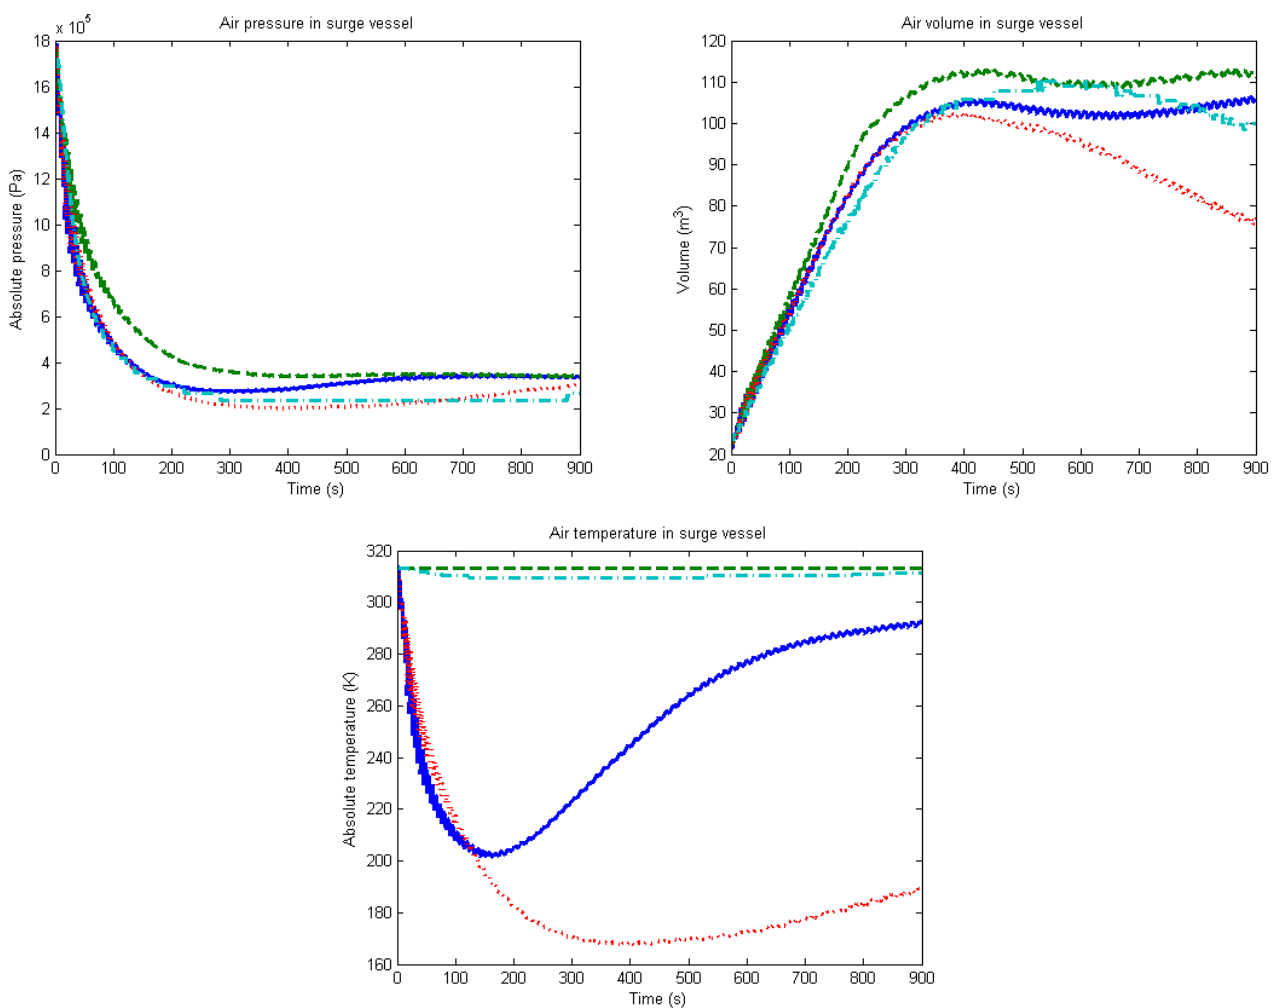 Air pressure in surge vessel
x 10^5
18
16
14
12
10
8
6
4
2
0
0 100 200 300 400 500 600 700 800 900
Absolute pressure (Pa)
Time (s)
Air volume in surge vessel
120
110
100
90
80
70
60
50
40
30
20
0 100 200 300 400 500 600 700 800 900
Volume (m^3)
Time (s)
Air temperature in surge vessel
320
300
280
260
240
220
200
180
160
0 100 200 300 400 500 600 700 800 900
Absolute temperature (K)
Time (s)